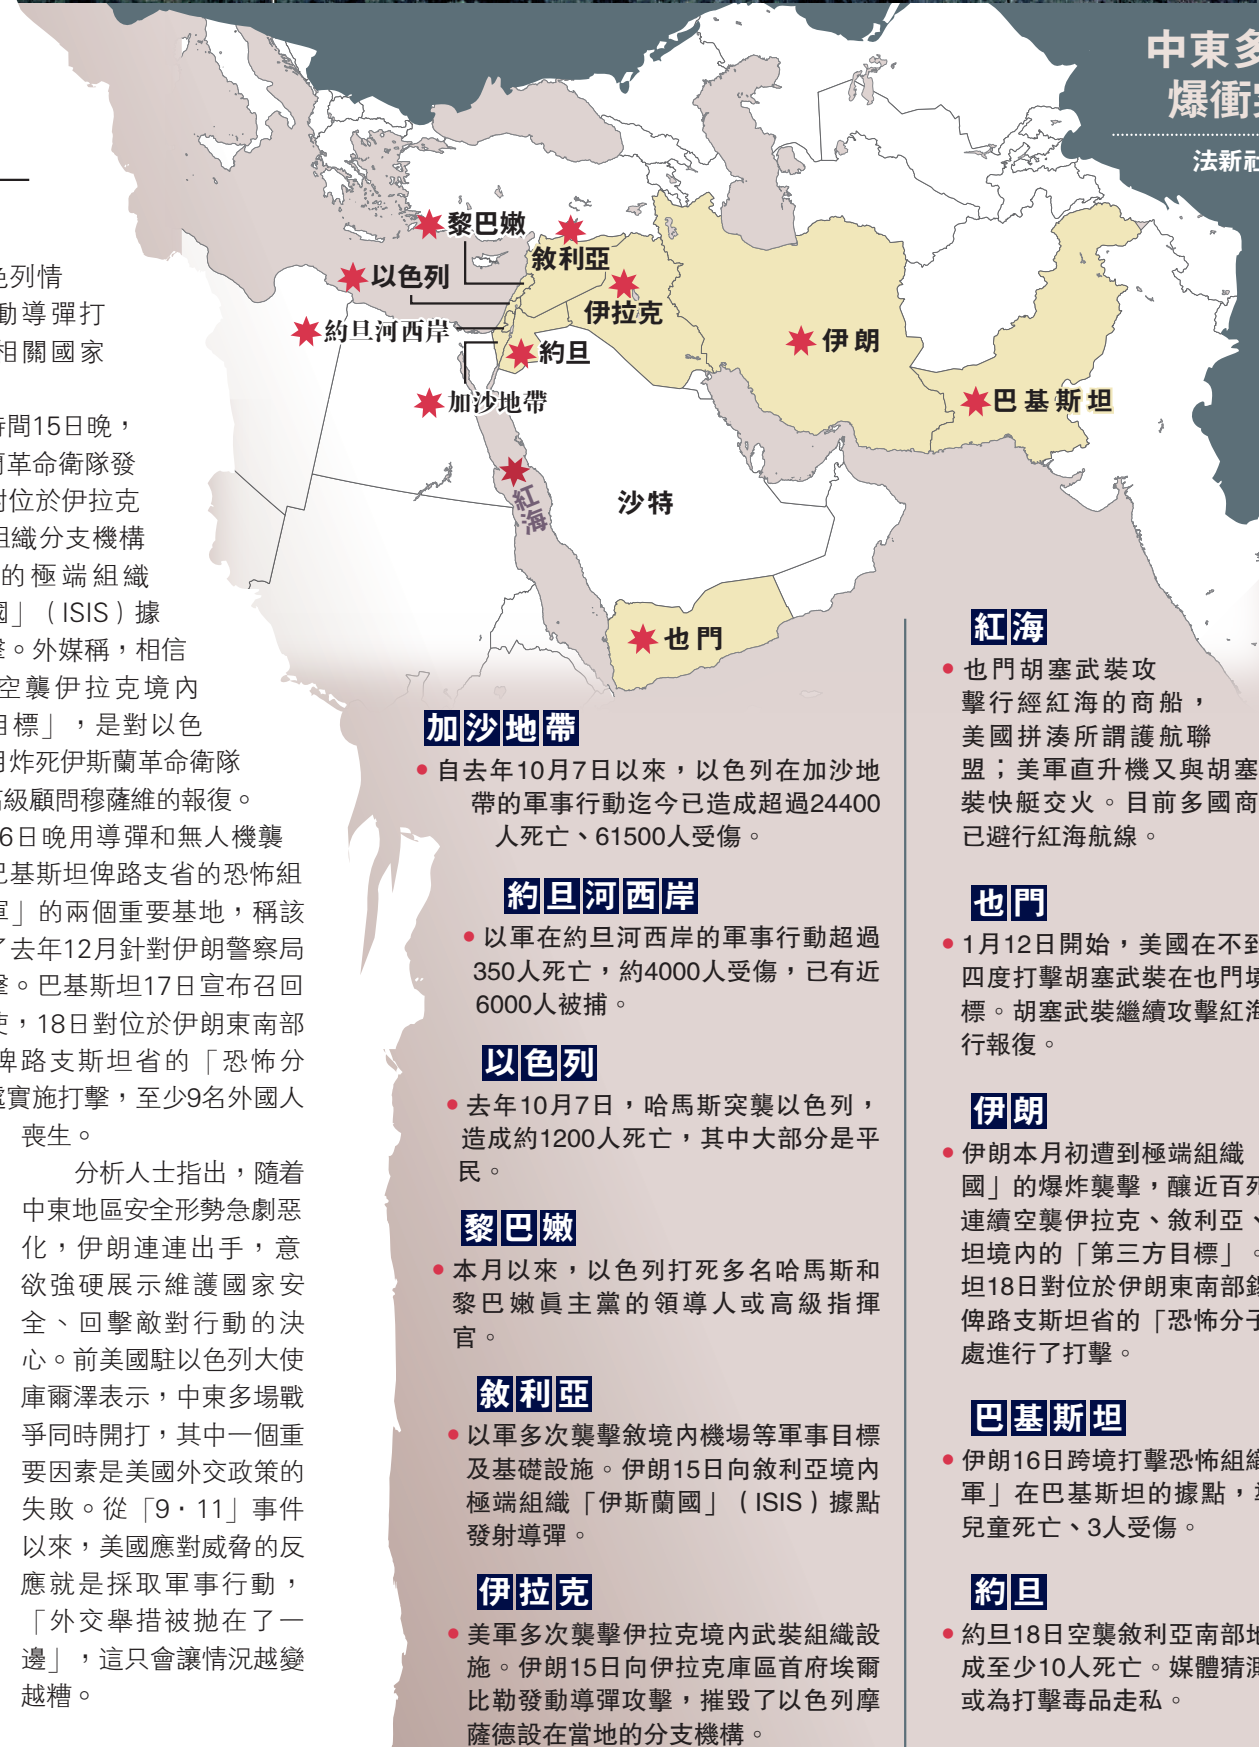 中東多
爆衝
法新社
黎巴嫩
敘利亞
以色列
伊拉克
約旦河西岸
約旦
伊朗
加沙地帶
巴基斯坦
紅海
沙特
也門
色列情
動導彈打
相關國家
時間15日晚，
革命衛隊發
對位於伊拉克
組織分支機構
的極端組織
國」（ISIS）據
擊。外媒稱，相信
空襲伊拉克境內
目標」，是對以色
月炸死伊斯蘭革命衛隊
高級顧問穆薩維的報復。
6日晚用導彈和無人機襲
巴基斯坦俾路支省的恐怖組
軍」的兩個重要基地，稱該
了去年12月針對伊朗警察局
擊。巴基斯坦17日宣布召回
使，18日對位於伊朗東南部
俾路支斯坦省的「恐怖分
處實施打擊，至少9名外國人
喪生。
分析人士指出，隨着
中東地區安全形勢急劇惡
化，伊朗連連出手，意
欲強硬展示維護國家安
全、回擊敵對行動的決
心。前美國駐以色列大使
庫爾澤表示，中東多場戰
爭同時開打，其中一個重
要因素是美國外交政策的
失敗。從「9·11」事件
以來，美國應對威脅的反
應就是採取軍事行動，
「外交舉措被拋在了一
邊」，這只會讓情況越變
越糟。
加沙地帶
●自去年10月7日以來，以色列在加沙地
帶的軍事行動迄今已造成超過24400
人死亡、61500人受傷。
約旦河西岸
●以軍在約旦河西岸的軍事行動超過
350人死亡，約4000人受傷，已有近
6000人被捕。
以色列
●去年10月7日，哈馬斯突襲以色列，
造成約1200人死亡，其中大部分是平
民。
黎巴嫩
●本月以來，以色列打死多名哈馬斯和
黎巴嫩真主黨的領導人或高級指揮
官。
敘利亞
●以軍多次襲擊敘境內機場等軍事目標
及基礎設施。伊朗15日向敘利亞境內
極端組織「伊斯蘭國」（ISIS）據點
發射導彈。
伊拉克
●美軍多次襲擊伊拉克境內武裝組織設
施。伊朗15日向伊拉克庫區首府埃爾
比勒發動導彈攻擊，摧毀了以色列摩
薩德設在當地的分支機構。
紅海
●也門胡塞武裝攻
擊行經紅海的商船，
美國拼湊所謂護航聯
盟；美軍直升機又與胡塞
裝快艇交火。目前多國商
已避行紅海航線。
也門
●1月12日開始，美國在不到
四度打擊胡塞武裝在也門境
標。胡塞武裝繼續攻擊紅海
行報復。
伊朗
●伊朗本月初遭到極端組織
國」的爆炸襲擊，釀近百死
連續空襲伊拉克、敘利亞、
坦境內的「第三方目標」。
坦18日對位於伊朗東南部錫
俾路支斯坦省的「恐怖分子
處進行了打擊。
巴基斯坦
●伊朗16日跨境打擊恐怖組織
軍」在巴基斯坦的據點，
兒童死亡、3人受傷。
約旦
●約旦18日空襲敘利亞南部地
成至少10人死亡。媒體猜測
或為打擊毒品走私。